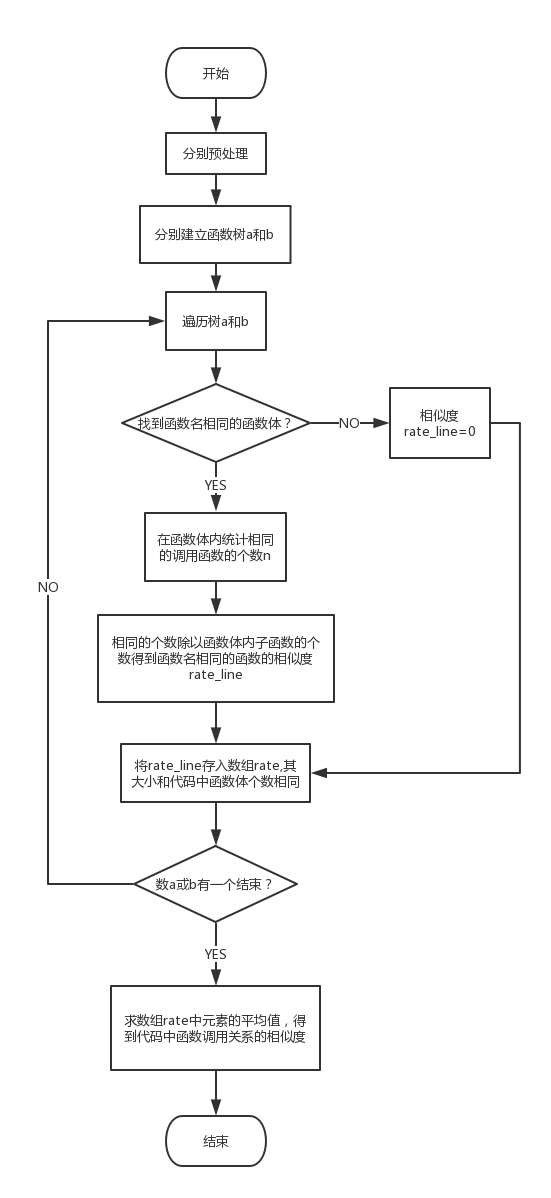 开始
分别预处理
分别建立函数树a和b
遍历树a和b
找到函数名相同的函数体？
NO
相似度
rate_line=0
YES
在函数体内统计相同
的调用函数的个数n
NO
相同的个数除以函数体内子函数的个
数得到函数名相同的函数的相似度
rate_line
将rate_line存入数组rate,其
大小和代码中函数体个数相同
数a或b有一个结束？
YES
求数组rate中元素的平均值，得
到代码中函数调用关系的相似度
结束